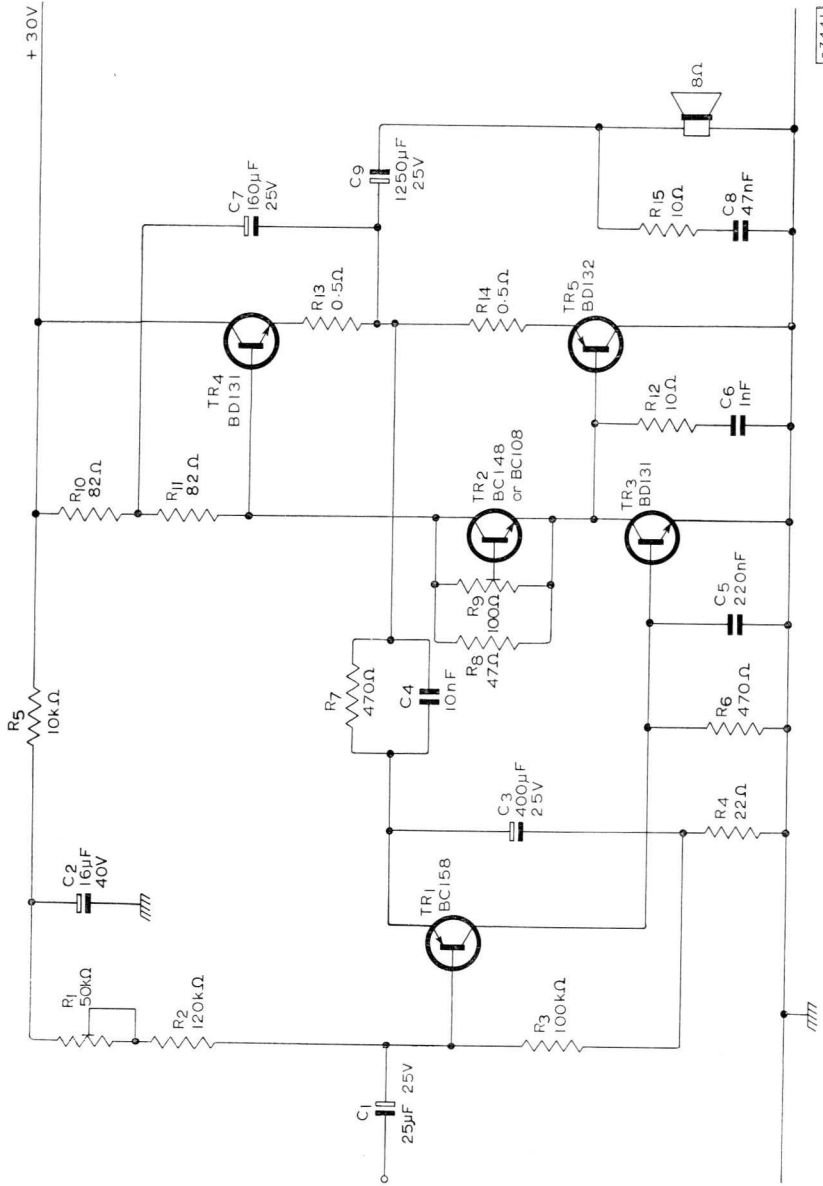 + 30V
R5
10kΩ
R10
82Ω
R11
82Ω
C7
160µF
25V
TR4
BD131
R13
0·5Ω
C9
1250µF
25V
8Ω
R1
50kΩ
C2
16µF
40V
R2
120kΩ
R7
470Ω
C4
10nF
R8
47Ω
R9
100Ω
TR2
BC148
or BC108
R14
0·5Ω
TR5
BD132
R15
10Ω
C8
47nF
R12
10Ω
C6
1nF
TR3
BD131
C5
220nF
R6
470Ω
C3
400µF
25V
R4
22Ω
TR1
BC158
R3
100kΩ
C1
25µF 25V